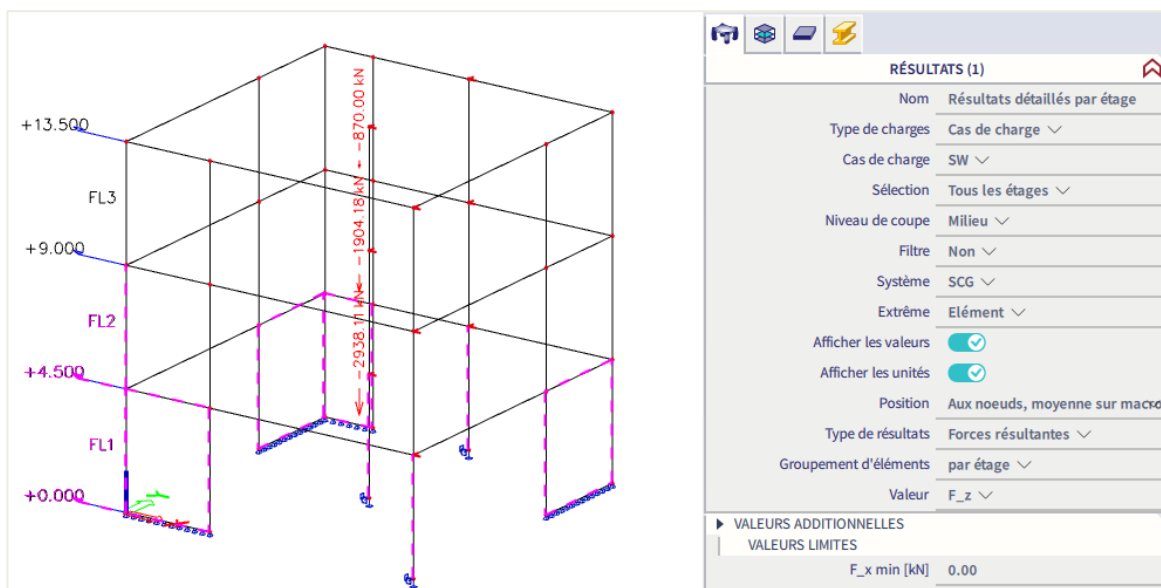 +13.500
FL3
+9.000
FL2
+4.500
FL1
+0.000
Y
X
-870.00 kN
-1904.18 kN
-2938.11 kN
RÉSULTATS (1)
Nom Résultats détaillés par étage
Type de charges Cas de charge
Cas de charge SW
Sélection Tous les étages
Niveau de coupe Milieu
Filtre Non
Système SCG
Extrême Elément
Afficher les valeurs
Afficher les unités
Position Aux noeuds, moyenne sur macro
Type de résultats Forces résultantes
Groupement d'éléments par étage
Valeur F_z
VALEURS ADDITIONNELLES
VALEURS LIMITES
F_x min [kN] 0.00